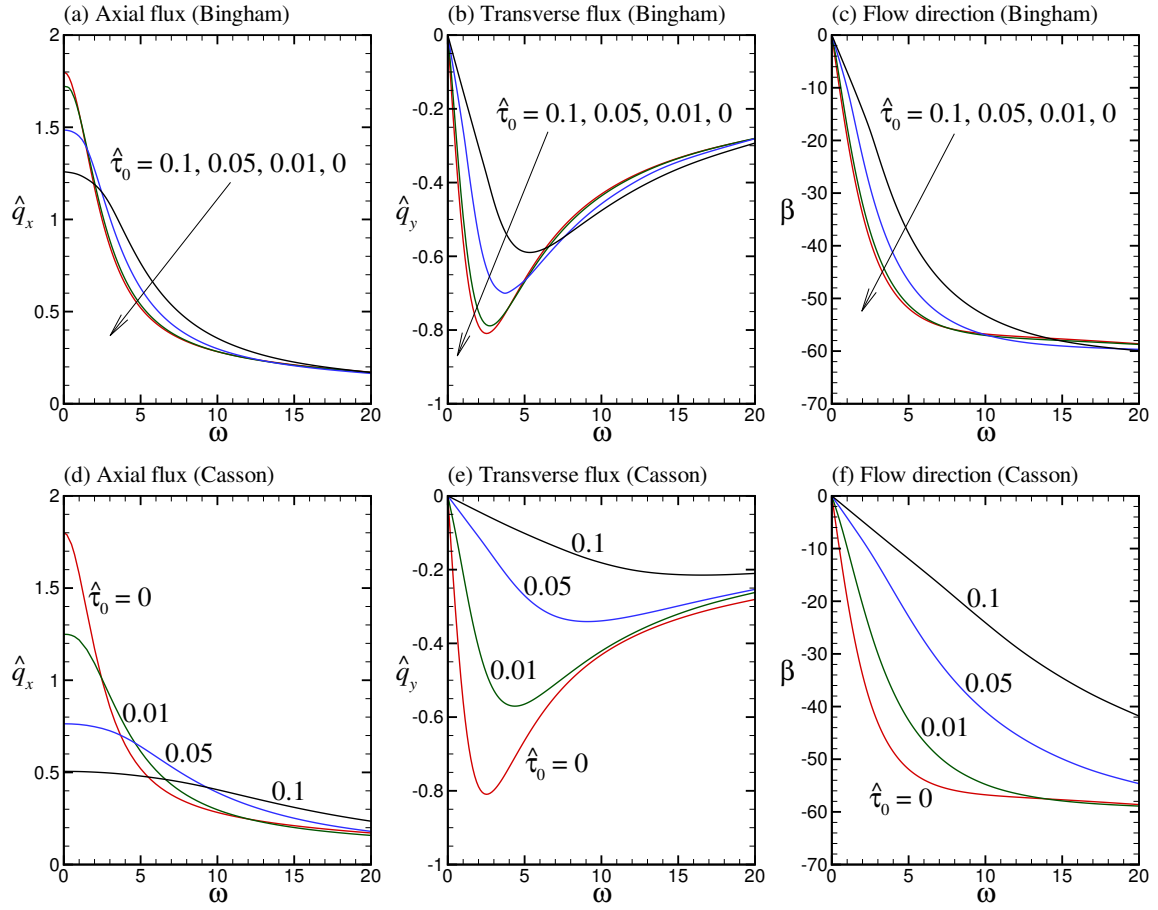 (a) Axial flux (Bingham)
2
1.5
1
0.5
0
0 5 10 15 20
q̂x
ω
τ̂0 = 0.1, 0.05, 0.01, 0
(b) Transverse flux (Bingham)
0
-0.2
-0.4
-0.6
-0.8
-1
0 5 10 15 20
q̂y
ω
τ̂0 = 0.1, 0.05, 0.01, 0
(c) Flow direction (Bingham)
0
-10
-20
-30
-40
-50
-60
-70
0 5 10 15 20
β
ω
τ̂0 = 0.1, 0.05, 0.01, 0
(d) Axial flux (Casson)
2
1.5
1
0.5
0
0 5 10 15 20
q̂x
ω
τ̂0 = 0
0.01
0.05
0.1
(e) Transverse flux (Casson)
0
-0.2
-0.4
-0.6
-0.8
-1
0 5 10 15 20
q̂y
ω
0.1
0.05
0.01
τ̂0 = 0
(f) Flow direction (Casson)
0
-10
-20
-30
-40
-50
-60
-70
0 5 10 15 20
β
ω
0.1
0.05
0.01
τ̂0 = 0